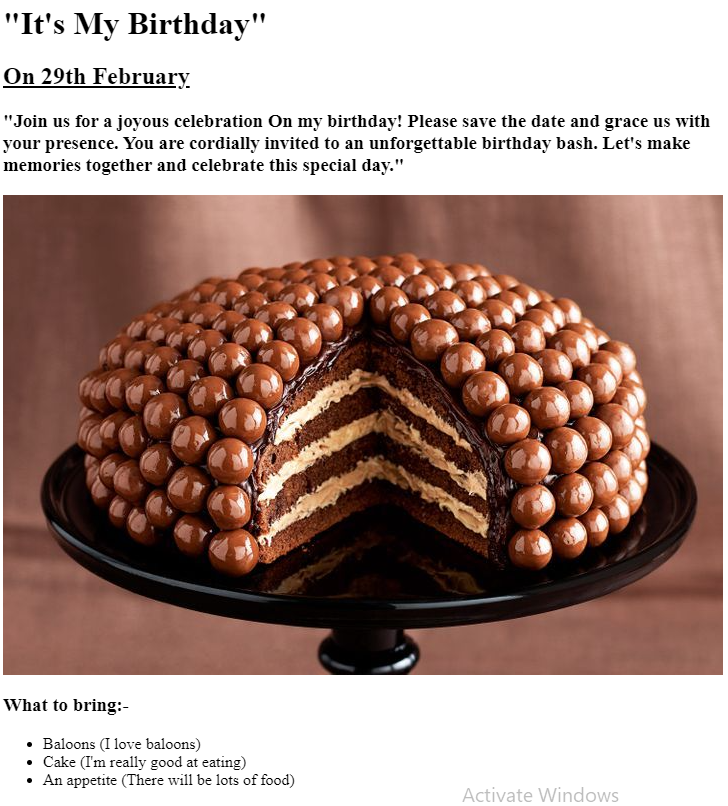 "It's My Birthday"
On 29th February
"Join us for a joyous celebration On my birthday! Please save the date and grace us with
your presence. You are cordially invited to an unforgettable birthday bash. Let's make
memories together and celebrate this special day."
What to bring:-
Baloons (I love baloons)
Cake (I'm really good at eating)
An appetite (There will be lots of food)
Activate Windows